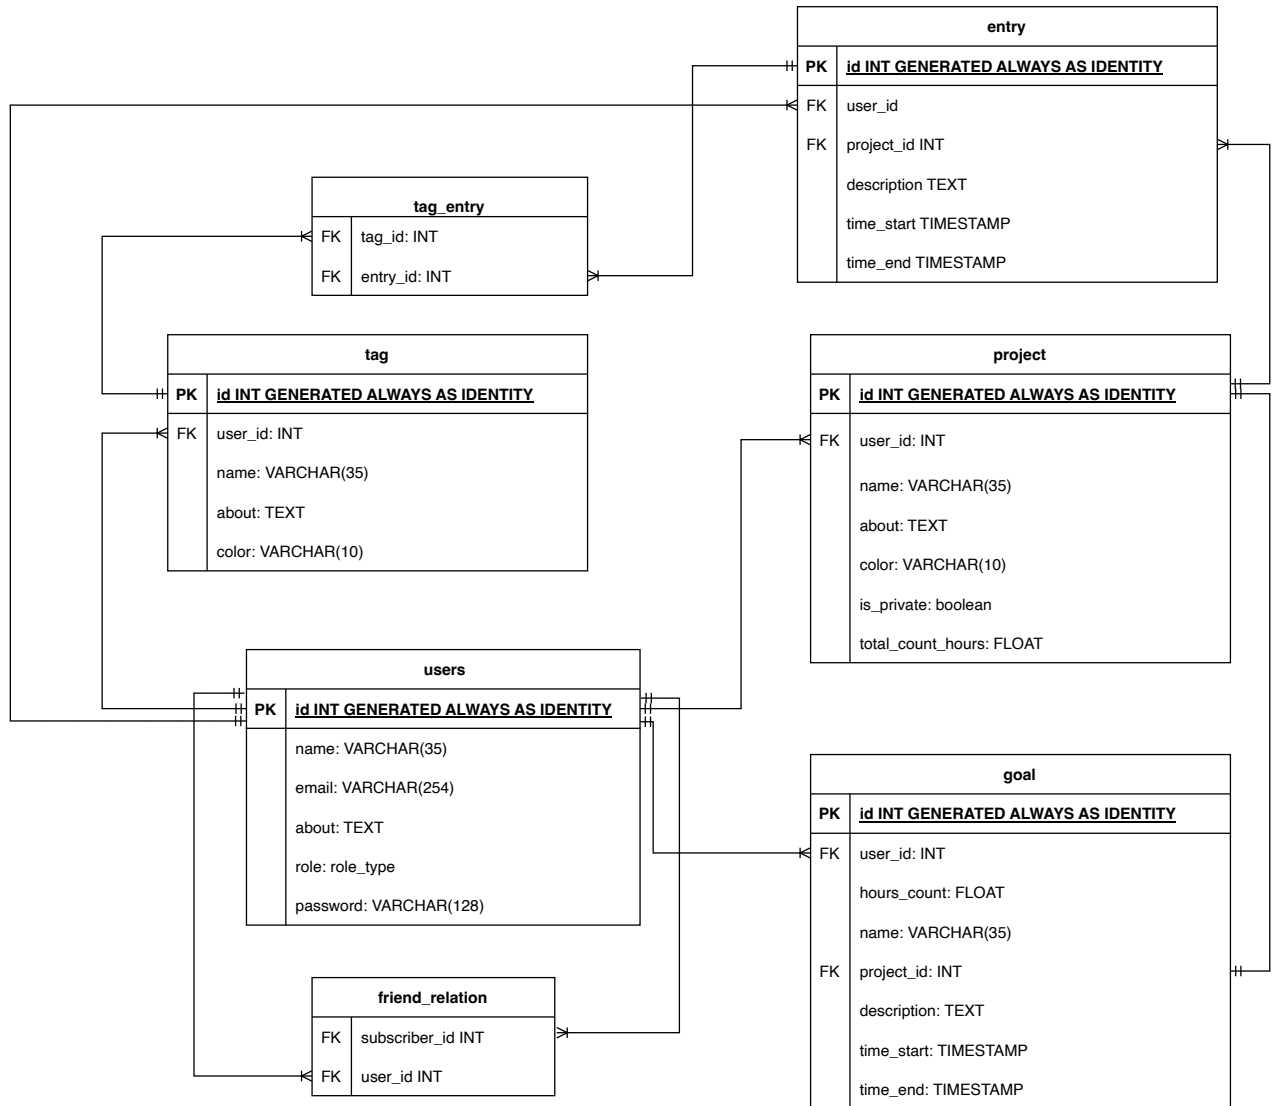 entry
PK id INT GENERATED ALWAYS AS IDENTITY
FK user_id
FK project_id INT
description TEXT
time_start TIMESTAMP
time_end TIMESTAMP
tag_entry
FK tag_id: INT
FK entry_id: INT
tag
PK id INT GENERATED ALWAYS AS IDENTITY
FK user_id: INT
name: VARCHAR(35)
about: TEXT
color: VARCHAR(10)
project
PK id INT GENERATED ALWAYS AS IDENTITY
FK user_id: INT
name: VARCHAR(35)
about: TEXT
color: VARCHAR(10)
is_private: boolean
total_count_hours: FLOAT
users
PK id INT GENERATED ALWAYS AS IDENTITY
name: VARCHAR(35)
email: VARCHAR(254)
about: TEXT
role: role_type
password: VARCHAR(128)
goal
PK id INT GENERATED ALWAYS AS IDENTITY
FK user_id: INT
hours_count: FLOAT
name: VARCHAR(35)
FK project_id: INT
description: TEXT
time_start: TIMESTAMP
time_end: TIMESTAMP
friend_relation
FK subscriber_id INT
FK user_id INT